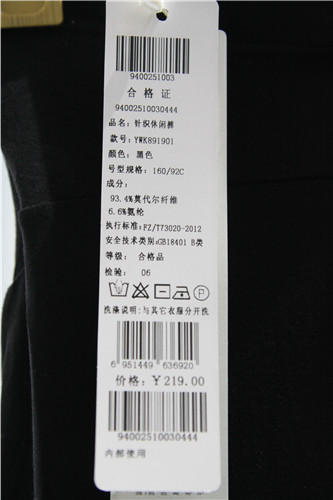 9400251003
合格证
94002510030444
品名: 针织休闲裤
款号: YWK891901
颜色: 黑色
号型规格: 160/92C
成分:
93.4%莫代尔纤维
6.6%氨纶
执行标准: FZ/T73020-2012
安全技术类别: GB18401 B类
等级: 合格品
检验: 06
P
洗涤说明: 与其它衣服分开洗
6 951449 636920
价格: ¥219.00
94002510030444
内部使用